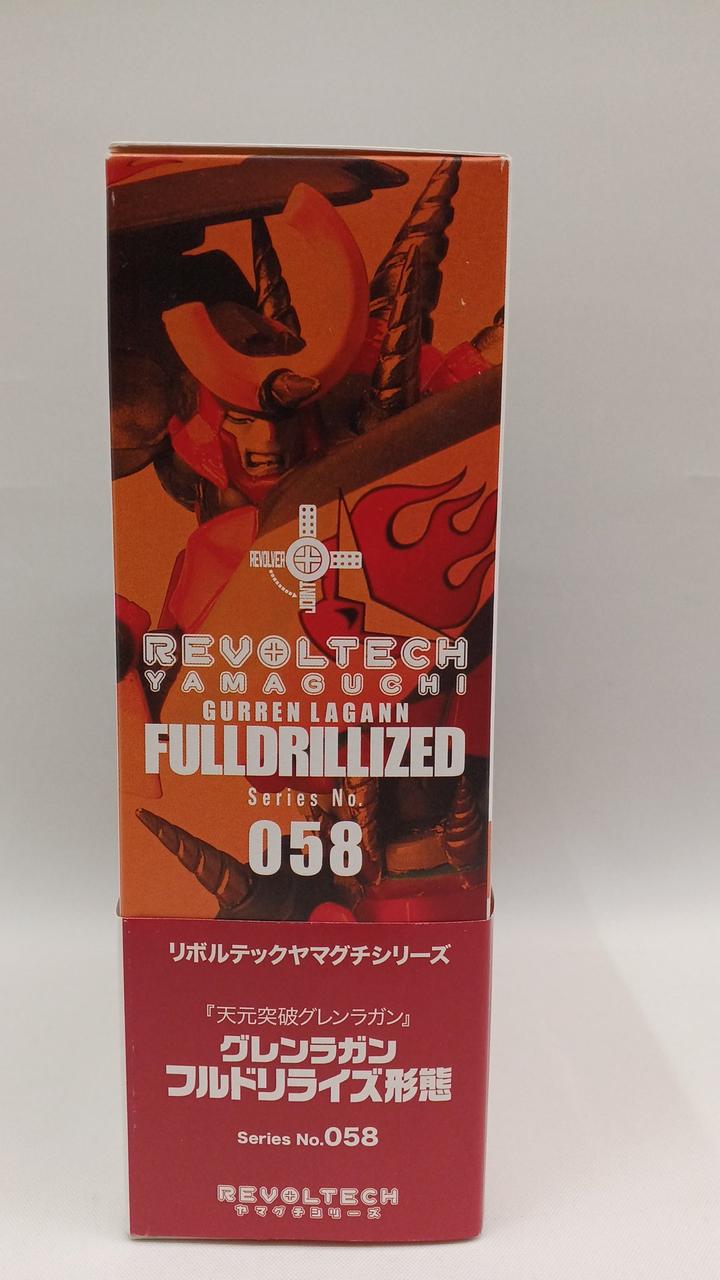 REVOLVER
JOINT
REVOLTECH
YAMAGUCHI
GURREN LAGANN
FULLDRILLIZED
Series No.
058
リボルテックヤマグチシリーズ
『天元突破グレンラガン』
グレンラガン
フルドリライズ形態
Series No.058
REVOLTECH
ヤマグチシリーズ